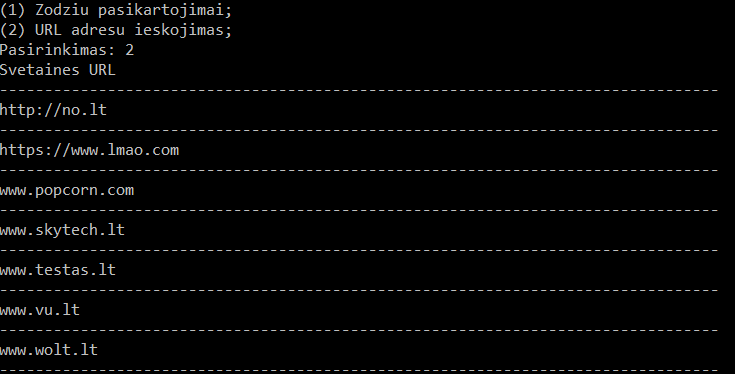 (1) Zodziu pasikartojimai;
(2) URL adresu ieskojimas;
Pasirinkimas: 2
Svetaines URL
--------------------------------------------------------------------------------
http://no.lt
--------------------------------------------------------------------------------
https://www.lmao.com
--------------------------------------------------------------------------------
www.popcorn.com
--------------------------------------------------------------------------------
www.skytech.lt
--------------------------------------------------------------------------------
www.testas.lt
--------------------------------------------------------------------------------
www.vu.lt
--------------------------------------------------------------------------------
www.wolt.lt
--------------------------------------------------------------------------------